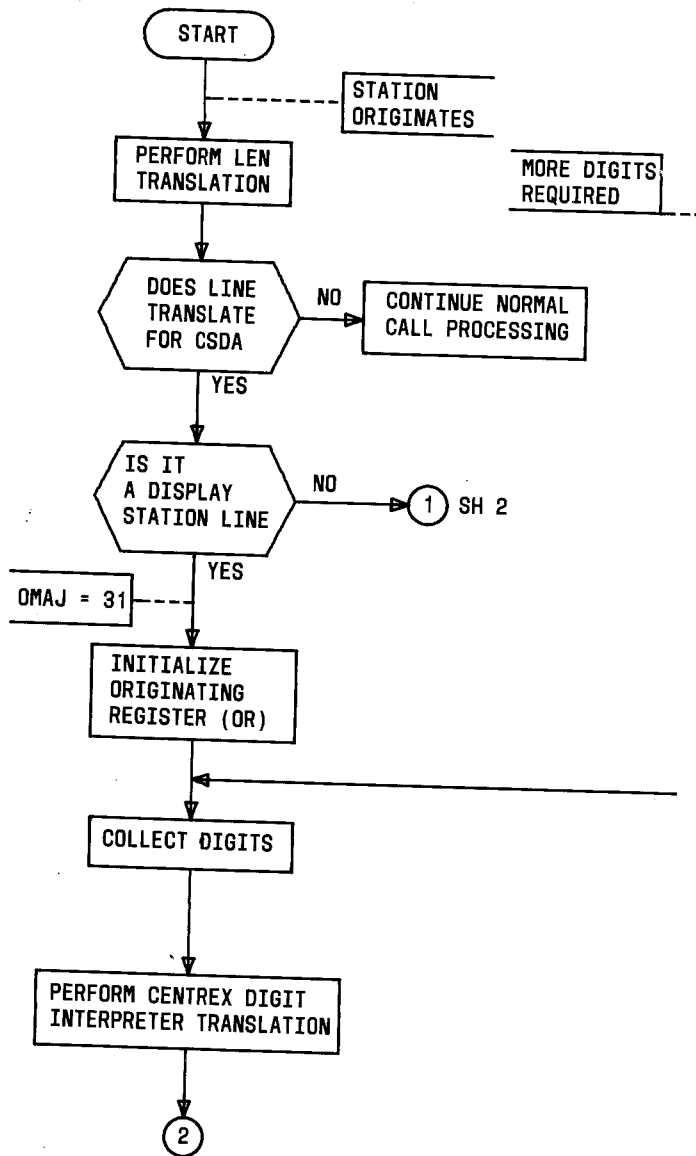 START
STATION
ORIGINATES
PERFORM LEN
TRANSLATION
MORE DIGITS
REQUIRED
DOES LINE
TRANSLATE
FOR CSDA
NO
CONTINUE NORMAL
CALL PROCESSING
YES
IS IT
A DISPLAY
STATION LINE
NO
1 SH 2
YES
OMAJ = 31
INITIALIZE
ORIGINATING
REGISTER (OR)
COLLECT DIGITS
PERFORM CENTREX DIGIT
INTERPRETER TRANSLATION
2